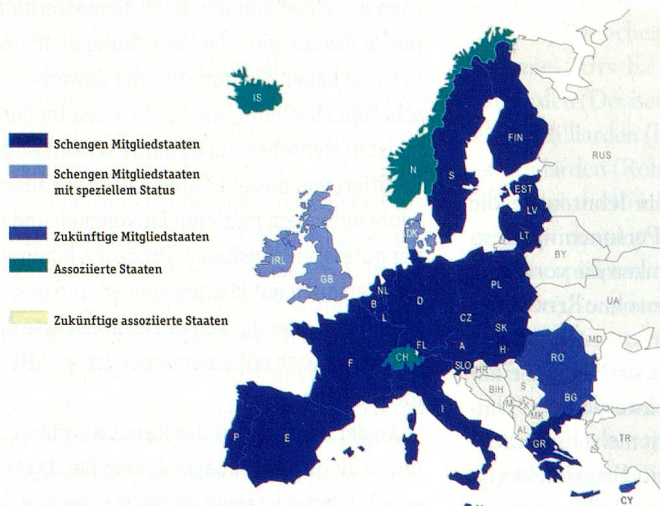 Schengen Mitgliedstaaten
Schengen Mitgliedstaaten
mit speziellem Status
Zukünftige Mitgliedstaaten
Assoziierte Staaten
Zukünftige assoziierte Staaten
IS
N
S
FIN
RUS
EST
LV
LT
DK
IRL
GB
BY
NL
B
L
D
PL
UA
CZ
SK
MD
FL
CH
A
H
RO
F
SLO
HR
BiH
S
BG
I
MK
AL
P
E
GR
TR
CY